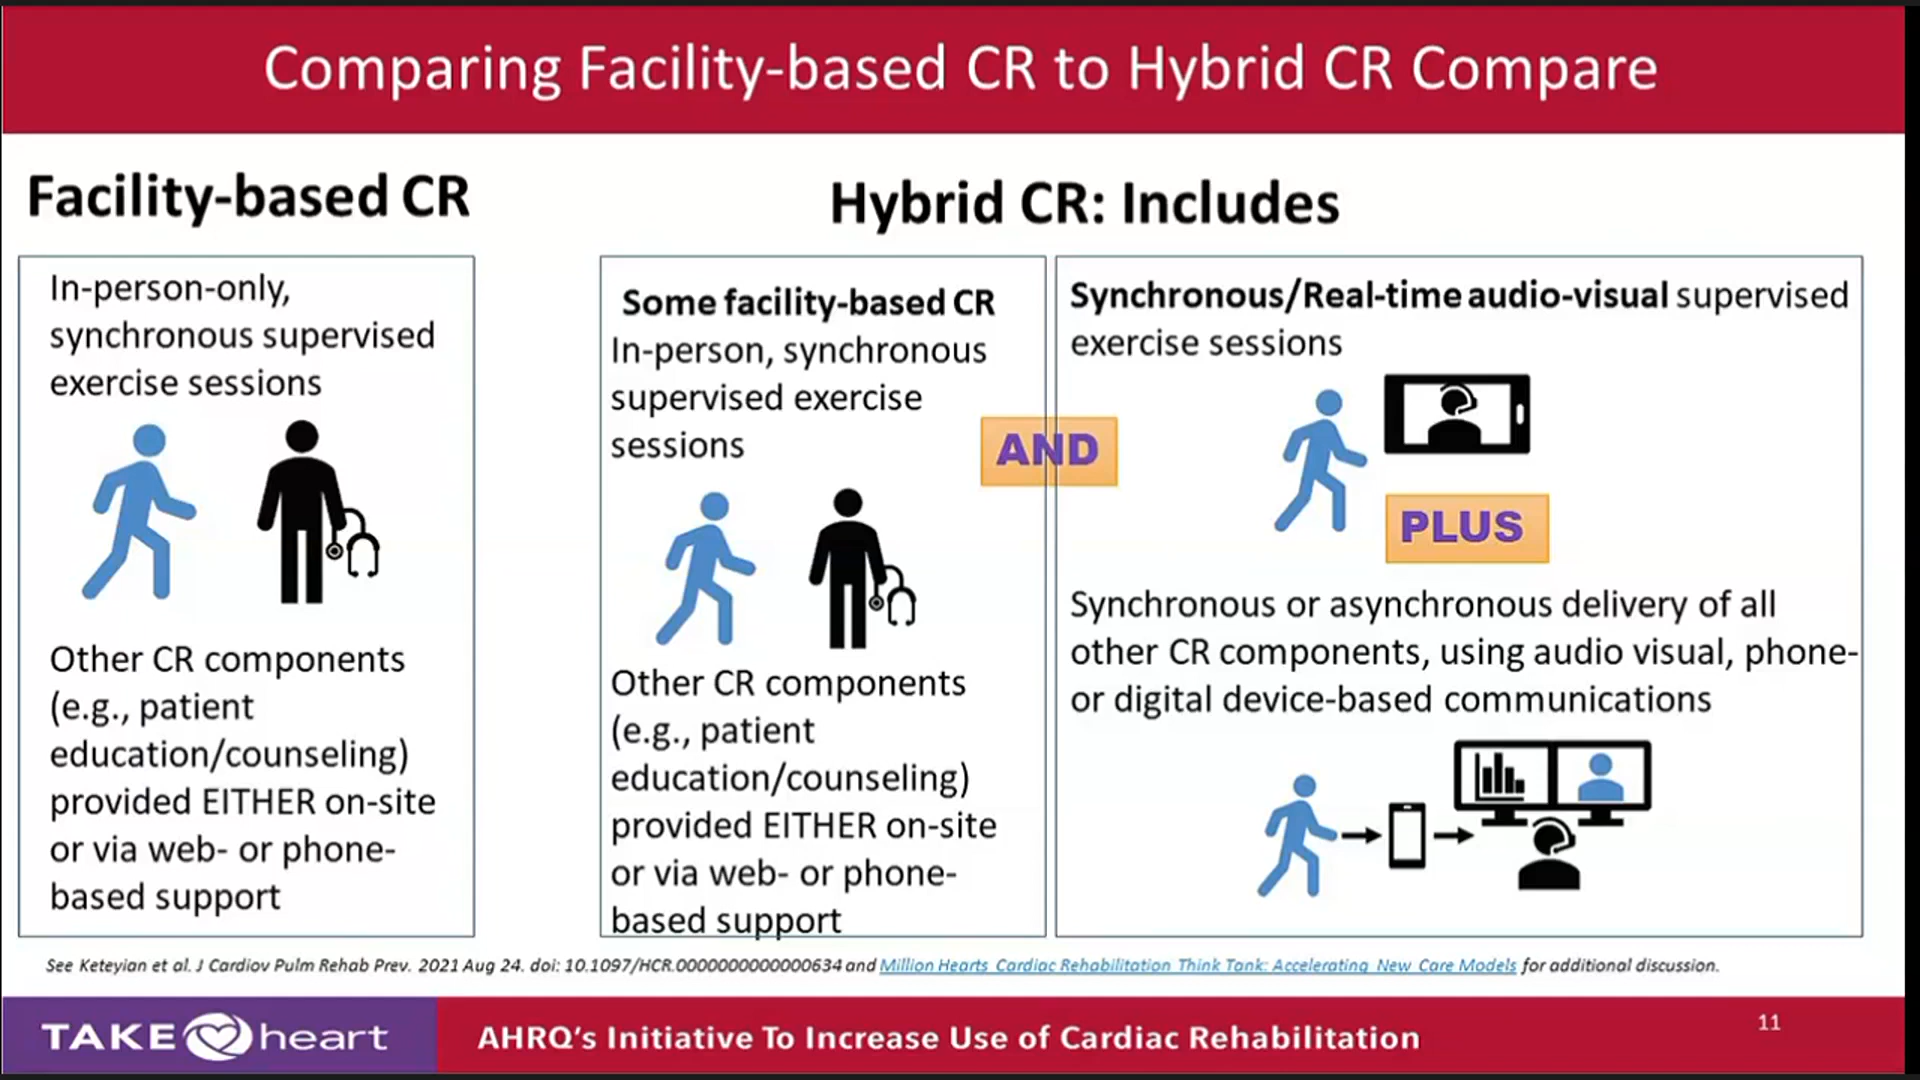 Comparing Facility-based CR to Hybrid CR Compare
Facility-based CR
In-person-only,
synchronous supervised
exercise sessions
Other CR components
(e.g., patient
education/counseling)
provided EITHER on-site
or via web- or phone-
based support
Hybrid CR: Includes
Some facility-based CR
In-person, synchronous
supervised exercise
sessions
Other CR components
(e.g., patient
education/counseling)
provided EITHER on-site
or via web- or phone-
based support
AND
Synchronous/Real-time audio-visual supervised
exercise sessions
PLUS
Synchronous or asynchronous delivery of all
other CR components, using audio visual, phone-
or digital device-based communications
See Keteyian et al. J Cardiov Pulm Rehab Prev. 2021 Aug 24. doi: 10.1097/HCR.0000000000000634 and Million Hearts Cardiac Rehabilitation Think Tank: Accelerating New Care Models for additional discussion.
TAKE heart
AHRQ's Initiative To Increase Use of Cardiac Rehabilitation
11